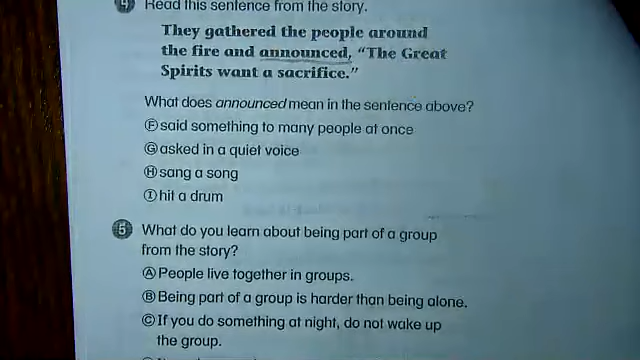 4 Read this sentence from the story.
They gathered the people around
the fire and announced, “The Great
Spirits want a sacrifice.”
What does announced mean in the sentence above?
Ⓕ said something to many people at once
Ⓖ asked in a quiet voice
Ⓗ sang a song
Ⓘ hit a drum
5 What do you learn about being part of a group
from the story?
Ⓐ People live together in groups.
Ⓑ Being part of a group is harder than being alone.
Ⓒ If you do something at night, do not wake up
the group.